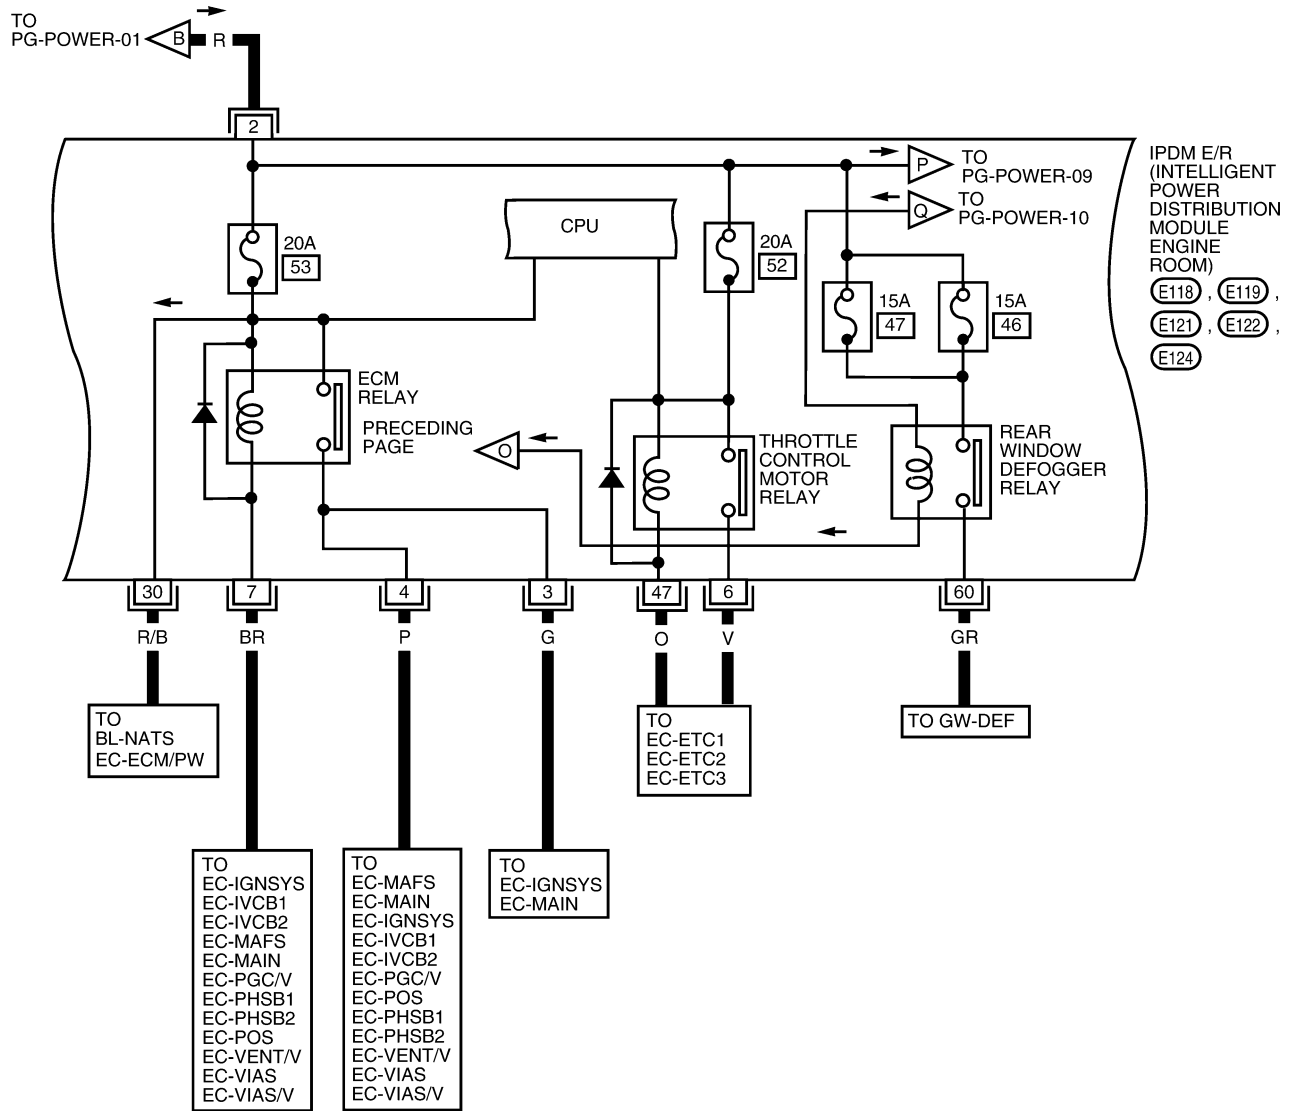 TO
PG-POWER-01
B
R
2
P
TO
PG-POWER-09
Q
TO
PG-POWER-10
IPDM E/R
(INTELLIGENT
POWER
DISTRIBUTION
MODULE
ENGINE
ROOM)
E118 , E119 ,
E121 , E122 ,
E124
CPU
20A
53
20A
52
15A
47
15A
46
ECM
RELAY
PRECEDING
PAGE
O
THROTTLE
CONTROL
MOTOR
RELAY
REAR
WINDOW
DEFOGGER
RELAY
30
7
4
3
47
6
60
R/B
BR
P
G
O
V
GR
TO
BL-NATS
EC-ECM/PW
TO
EC-ETC1
EC-ETC2
EC-ETC3
TO GW-DEF
TO
EC-IGNSYS
EC-IVCB1
EC-IVCB2
EC-MAFS
EC-MAIN
EC-PGC/V
EC-PHSB1
EC-PHSB2
EC-POS
EC-VENT/V
EC-VIAS
EC-VIAS/V
TO
EC-MAFS
EC-MAIN
EC-IGNSYS
EC-IVCB1
EC-IVCB2
EC-PGC/V
EC-POS
EC-PHSB1
EC-PHSB2
EC-VENT/V
EC-VIAS
EC-VIAS/V
TO
EC-IGNSYS
EC-MAIN